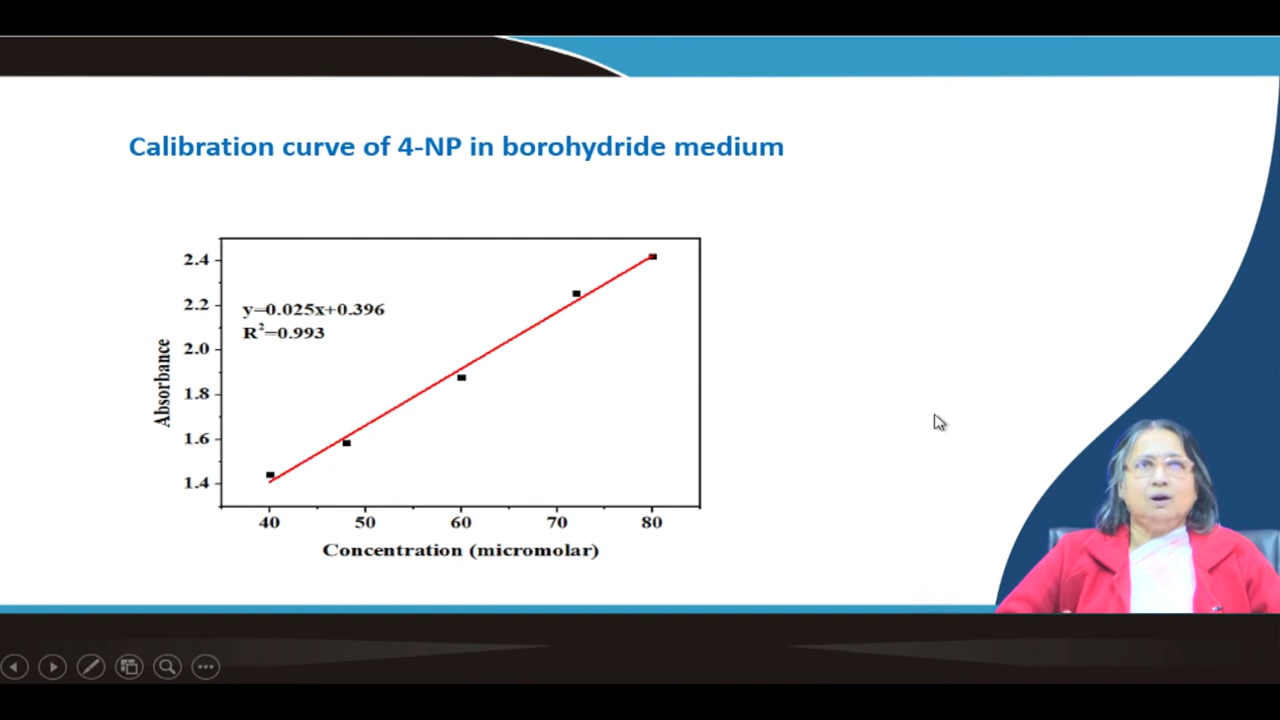 Calibration curve of 4-NP in borohydride medium
2.4
2.2
2.0
1.8
1.6
1.4
Absorbance
y=0.025x+0.396
R²=0.993
40 50 60 70 80
Concentration (micromolar)